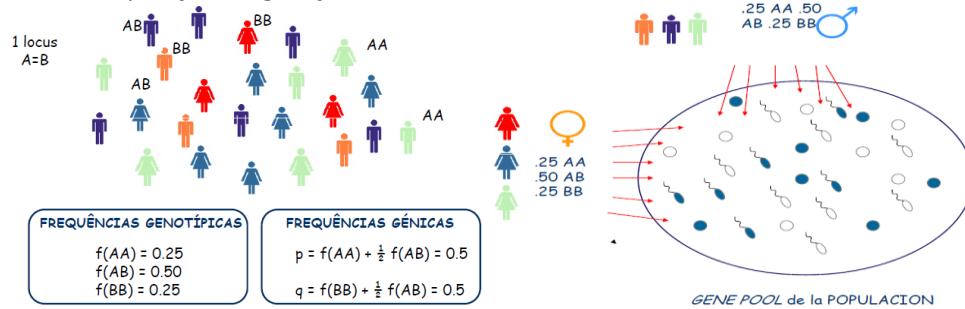 1 locus
A=B
AB
BB
BB
AA
AB
AA
.25 AA .50
AB .25 BB
.25 AA
.50 AB
.25 BB
FREQUÊNCIAS GENOTÍPICAS
f(AA) = 0.25
f(AB) = 0.50
f(BB) = 0.25
FREQUÊNCIAS GÉNICAS
p = f(AA) + ½ f(AB) = 0.5
q = f(BB) + ½ f(AB) = 0.5
GENE POOL de la POPULACION